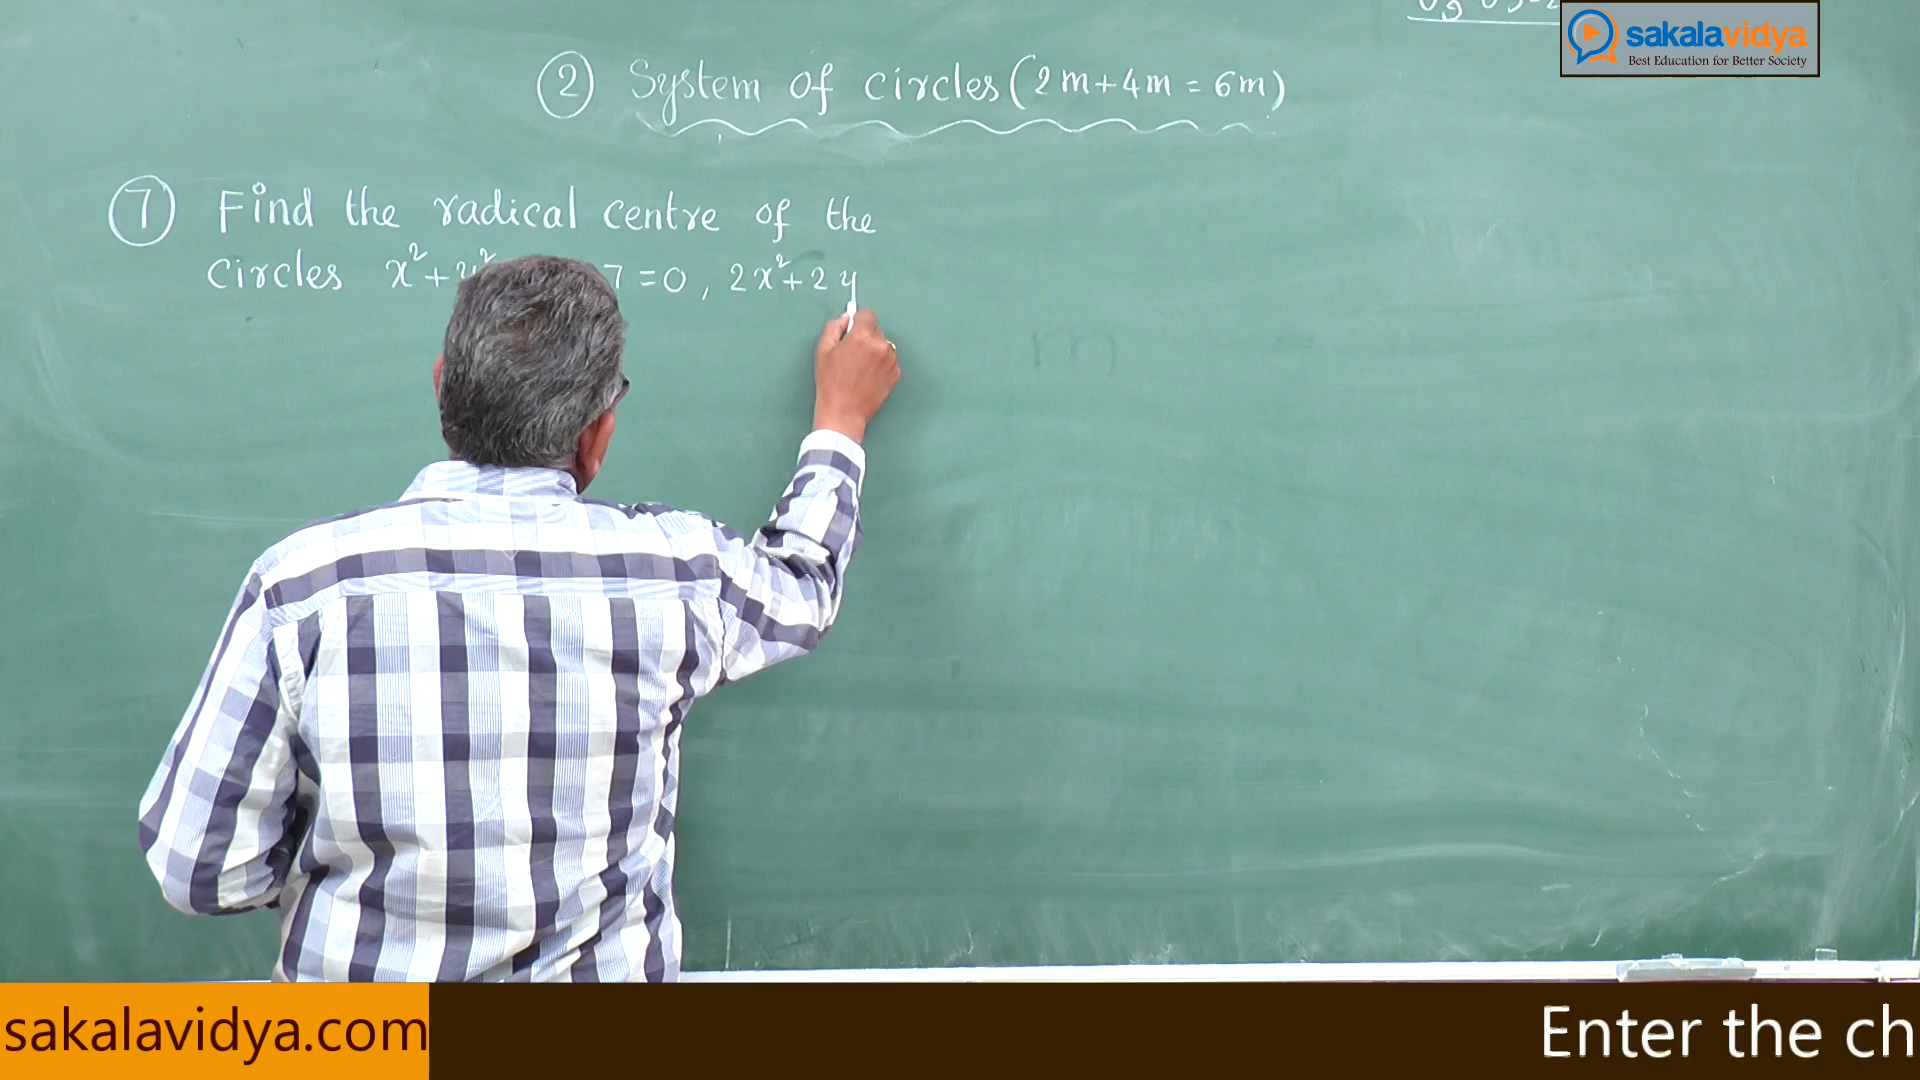 sakalavidya
Best Education for Better Society
② System of circles (2m+4m = 6m)
⑦ Find the radical centre of the
circles x²+y² 7 = 0, 2x²+2y
sakalavidya.com
Enter the ch